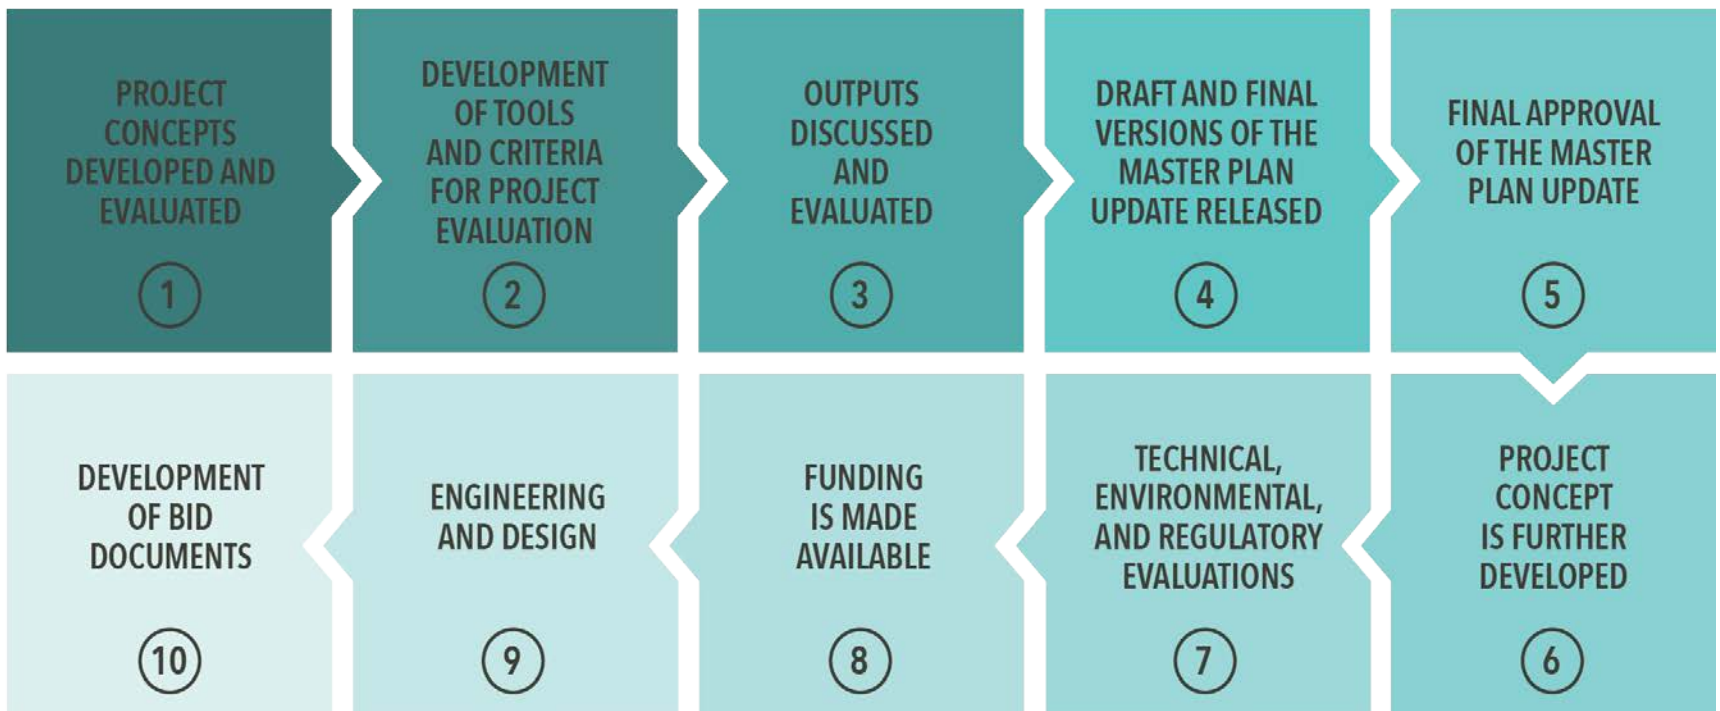 PROJECT
CONCEPTS
DEVELOPED AND
EVALUATED
1
DEVELOPMENT
OF TOOLS
AND CRITERIA
FOR PROJECT
EVALUATION
2
OUTPUTS
DISCUSSED
AND
EVALUATED
3
DRAFT AND FINAL
VERSIONS OF THE
MASTER PLAN
UPDATE RELEASED
4
FINAL APPROVAL
OF THE MASTER
PLAN UPDATE
5
PROJECT
CONCEPT
IS FURTHER
DEVELOPED
6
TECHNICAL,
ENVIRONMENTAL,
AND REGULATORY
EVALUATIONS
7
FUNDING
IS MADE
AVAILABLE
8
ENGINEERING
AND DESIGN
9
DEVELOPMENT
OF BID
DOCUMENTS
10